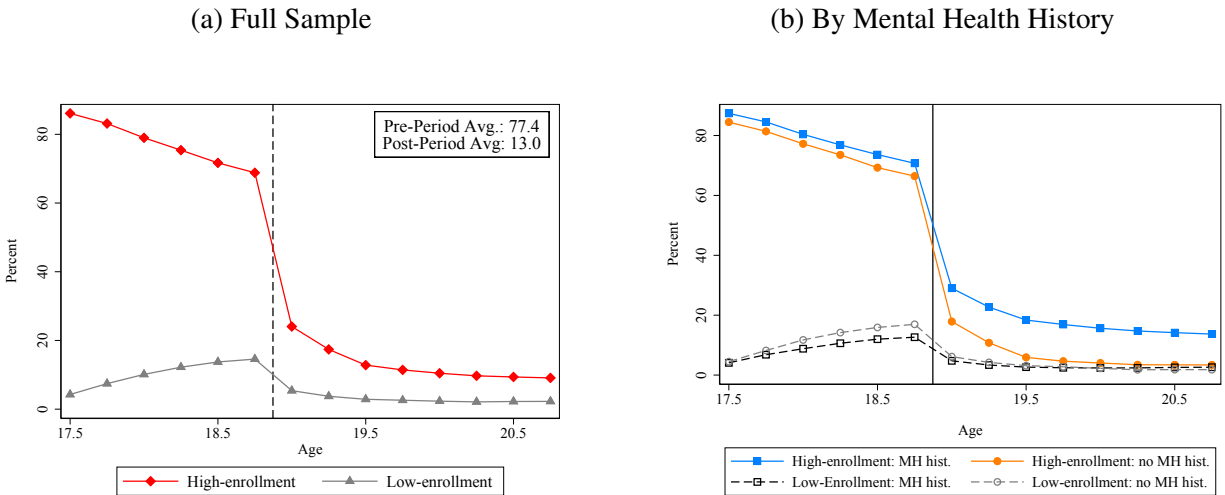 (a) Full Sample
Percent
80
60
40
20
0
Pre-Period Avg.: 77.4
Post-Period Avg: 13.0
17.5
18.5
19.5
20.5
Age
High-enrollment
Low-enrollment
(b) By Mental Health History
Percent
80
60
40
20
0
17.5
18.5
19.5
20.5
Age
High-enrollment: MH hist.
High-enrollment: no MH hist.
Low-Enrollment: MH hist.
Low-enrollment: no MH hist.